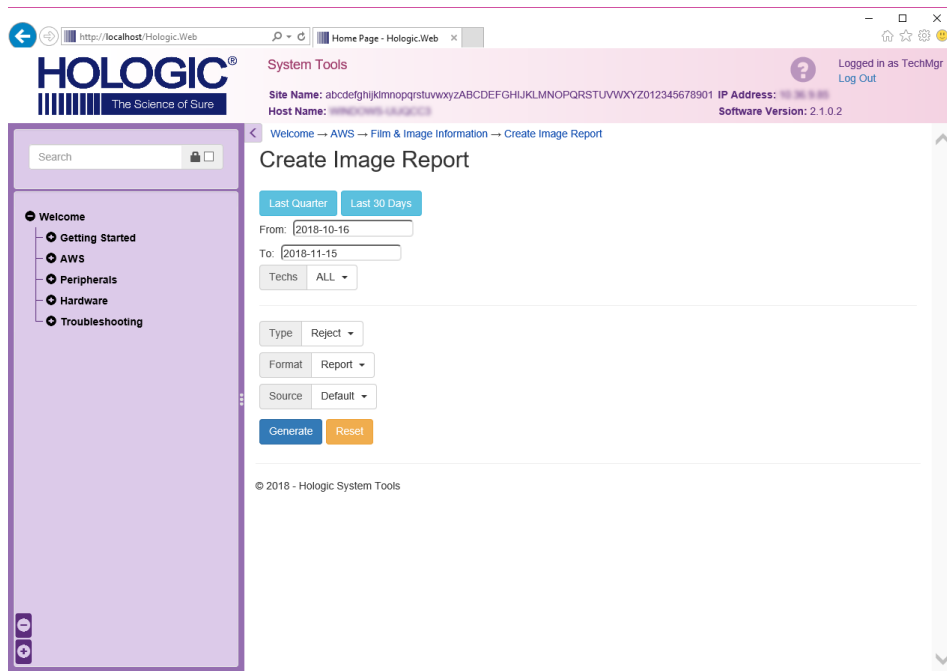 http://localhost/Hologic.Web
Home Page - Hologic.Web
HOLOGIC®
The Science of Sure
System Tools
Logged in as TechMgr
Log Out
Site Name: abcdefghijklmnopqrstuvwxyzABCDEFGHIJKLMNOPQRSTUVWXYZ012345678901 IP Address:
Host Name:
Software Version: 2.1.0.2
Welcome → AWS → Film & Image Information → Create Image Report
Search
Create Image Report
Last Quarter
Last 30 Days
From: 2018-10-16
To: 2018-11-15
Techs ALL
Welcome
Getting Started
AWS
Peripherals
Hardware
Troubleshooting
Type Reject
Format Report
Source Default
Generate
Reset
© 2018 - Hologic System Tools